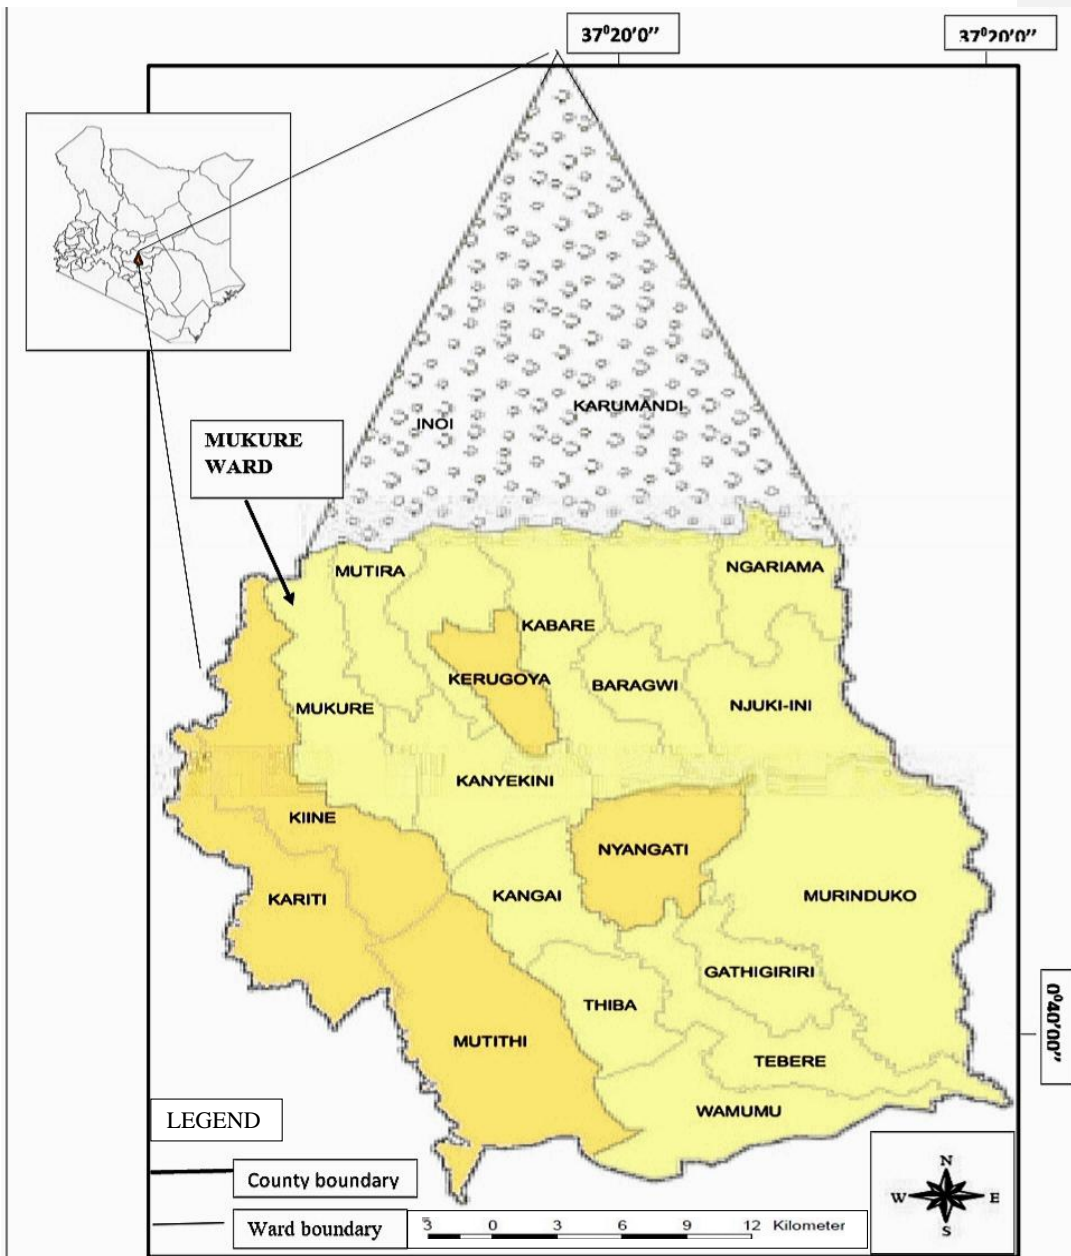 37⁰20’0”
37⁰20’0”
INOI
KARUMANDI
MUKURE
WARD
MUTIRA
NGARIAMA
KABARE
KERUGOYA
BARAGWI
MUKURE
NJUKI-INI
KANYEKINI
KIINE
NYANGATI
KARITI
KANGAI
MURINDUKO
GATHIGIRIRI
THIBA
MUTITHI
TEBERE
WAMUMU
0⁰40’00”
LEGEND
County boundary
Ward boundary
3 0 3 6 9 12 Kilometer
N
W E
S